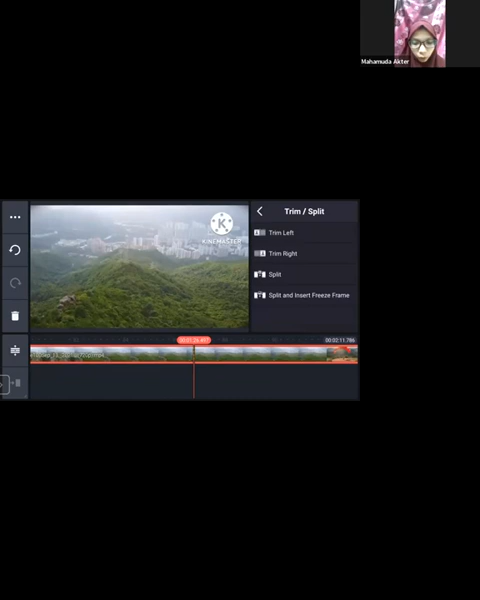 Mahamuda Akter
Trim / Split
KINEMASTER
Trim Left
Trim Right
Split
Split and Insert Freeze Frame
00:02:11.786